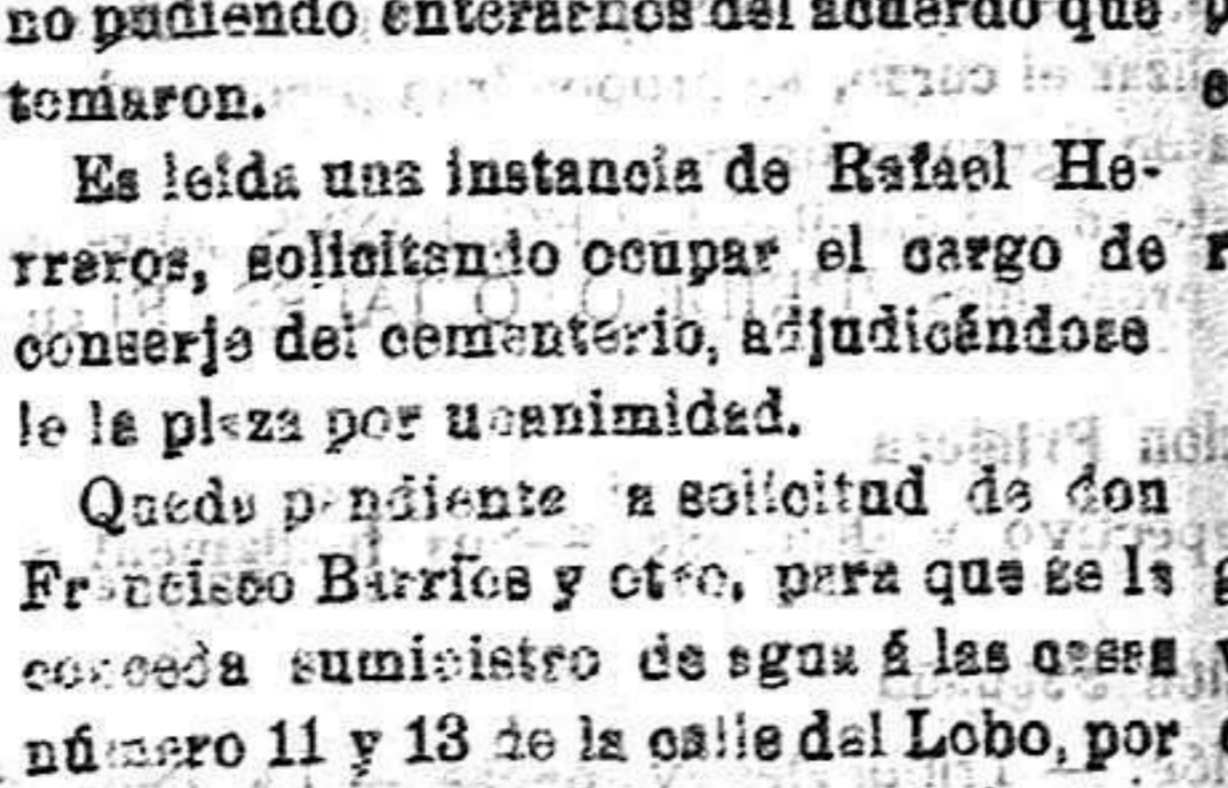 no pudiendo enterarnos del acuerdo que
tomaron.
Es leída una instancia de Rafael He-
rreros, solicitando ocupar el cargo de
conserje del cementerio, adjudicándose
le la plaza por unanimidad.
Queda pendiente la solicitud de don
Francisco Barríos y otro, para que se le
conceda suministro de agua á las casas
número 11 y 13 de la calle del Lobo, por